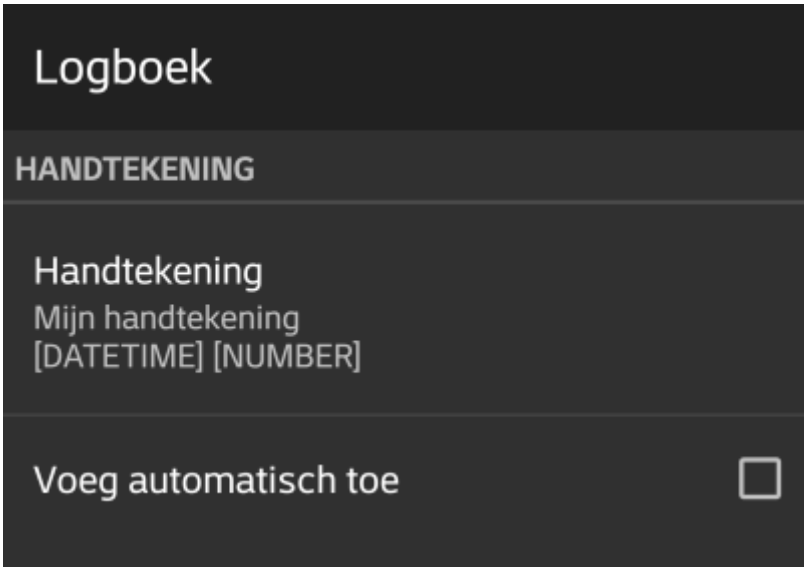 Logboek
HANDTEKENING
Handtekening
Mijn handtekening
[DATETIME] [NUMBER]
Voeg automatisch toe